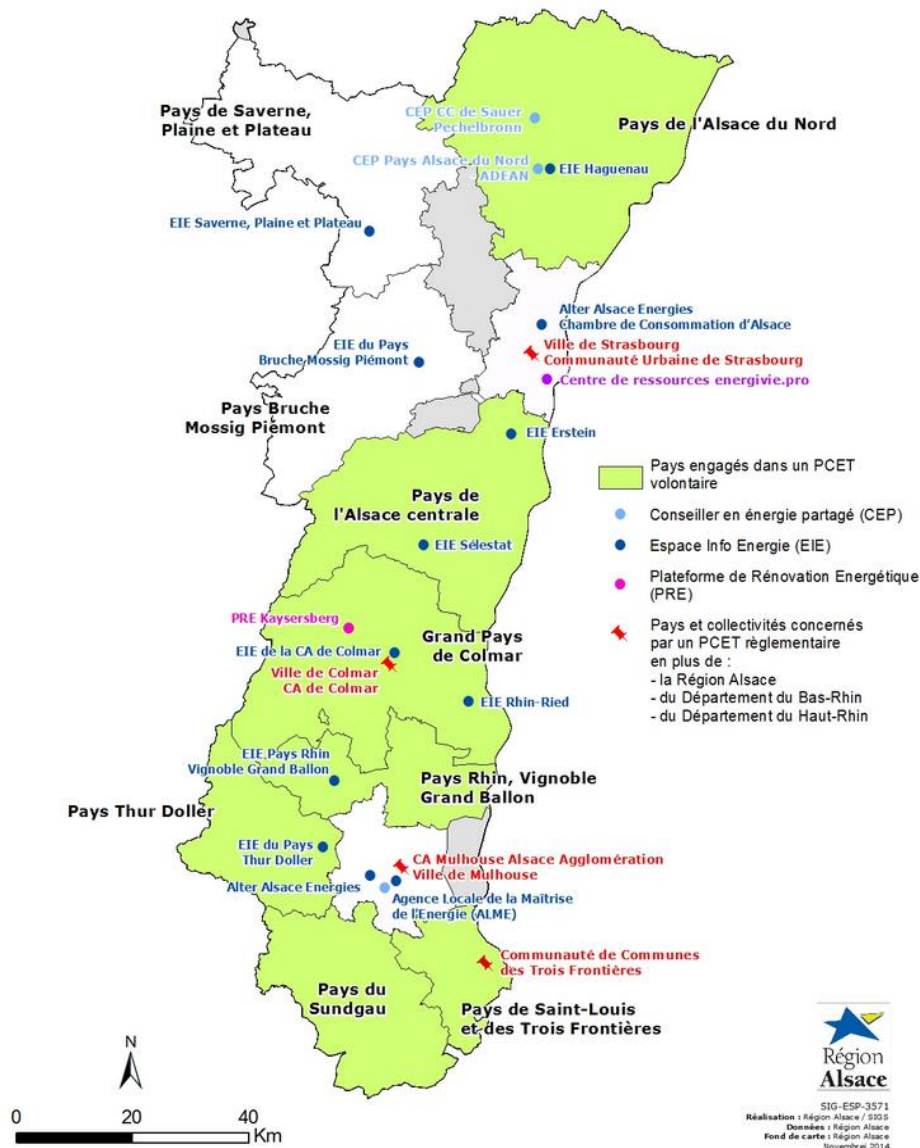 Pays de Saverne,
Plaine et Plateau
CEP CC de Sauer
Pechelbronn
Pays de l'Alsace du Nord
CEP Pays Alsace du Nord
- ADEAN
EIE Haguenau
EIE Saverne, Plaine et Plateau
Alter Alsace Energies
Chambre de Consommation d'Alsace
EIE du Pays
Bruche Mossig Piémont
Ville de Strasbourg
Communauté Urbaine de Strasbourg
Centre de ressources energivie.pro
Pays Bruche
Mossig Piémont
EIE Erstein
Pays de
l'Alsace centrale
EIE Sélestat
PRE Kaysersberg
Grand Pays
de Colmar
EIE de la CA de Colmar
Ville de Colmar
CA de Colmar
EIE Rhin-Ried
EIE Pays Rhin
Vignoble Grand Ballon
Pays Rhin, Vignoble
Grand Ballon
Pays Thur Doller
EIE du Pays
Thur Doller
CA Mulhouse Alsace Agglomération
Ville de Mulhouse
Alter Alsace Energies
Agence Locale de la Maîtrise
de l'Energie (ALME)
Communauté de Communes
des Trois Frontières
Pays du
Sundgau
Pays de Saint-Louis
et des Trois Frontières
Pays engagés dans un PCET
volontaire
Conseiller en énergie partagé (CEP)
Espace Info Energie (EIE)
Plateforme de Rénovation Energétique
(PRE)
Pays et collectivités concernés
par un PCET règlementaire
en plus de :
- la Région Alsace
- du Département du Bas-Rhin
- du Département du Haut-Rhin
N
0 20 40
Km
Région
Alsace
SIG-ESP-3571
Réalisation : Région Alsace / SIGS
Données : Région Alsace
Fond de carte : Région Alsace
Novembrel 2014